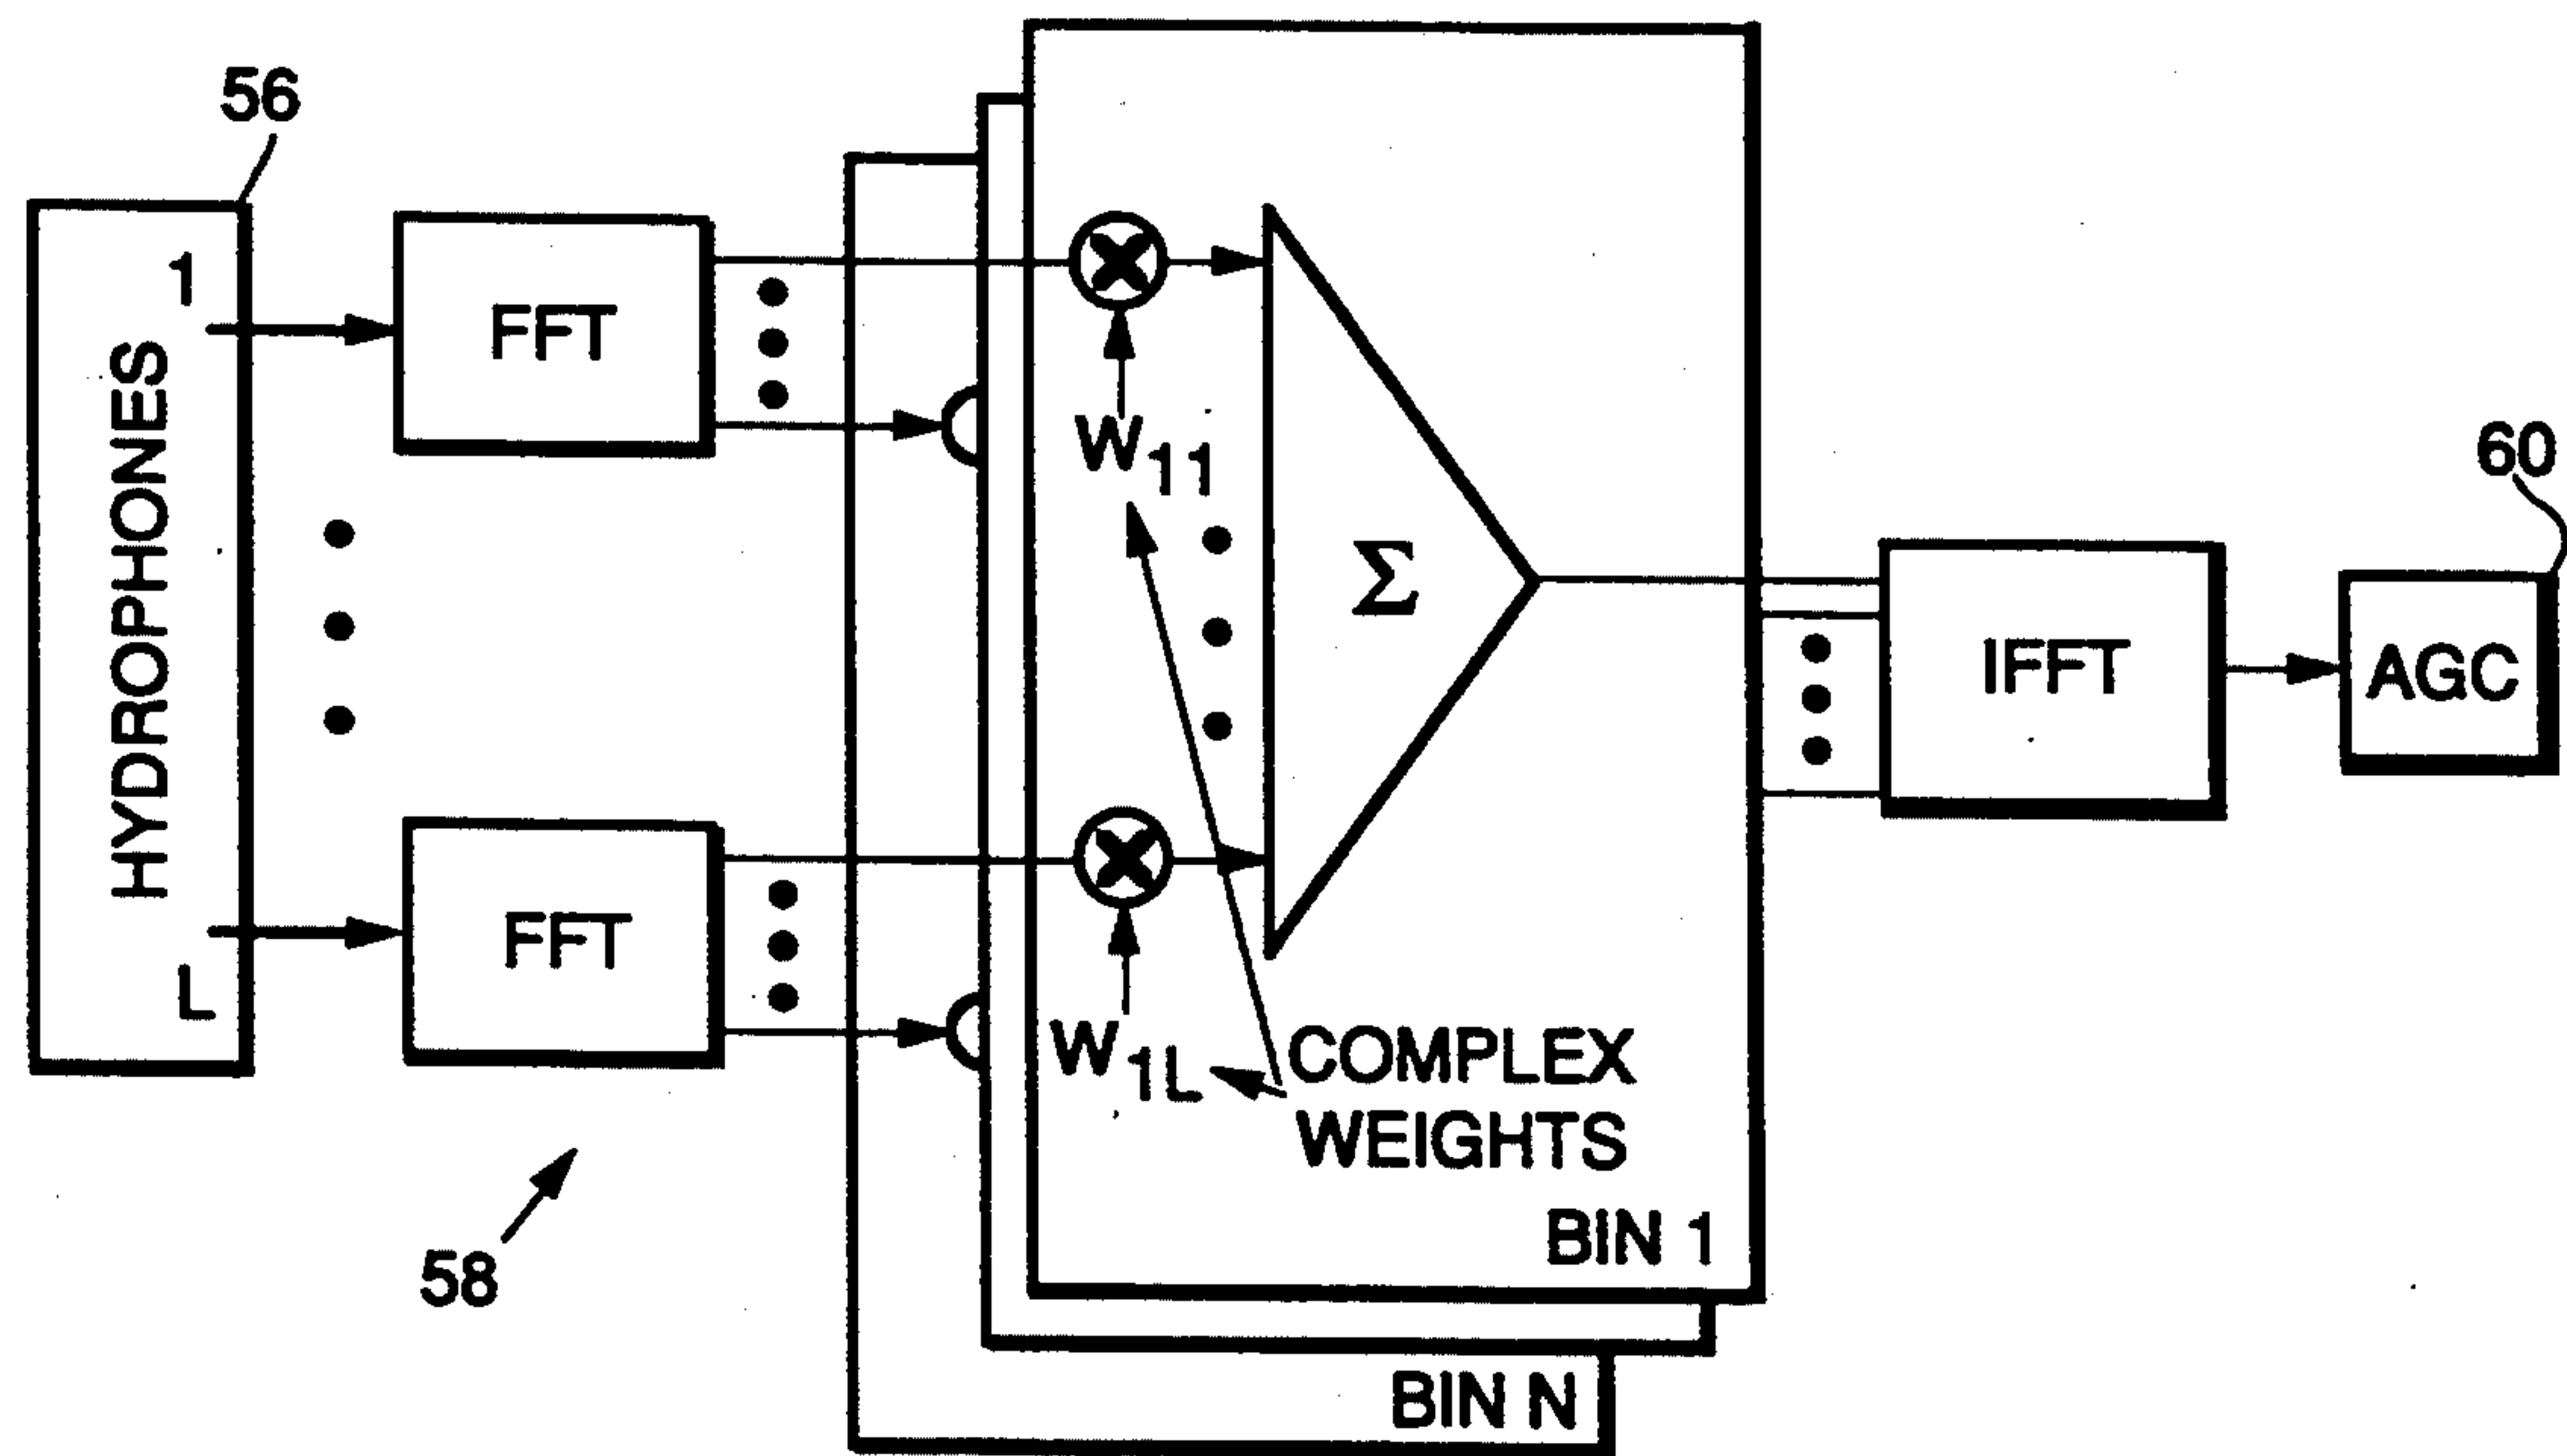 56
HYDROPHONES
1
L
FFT
FFT
58
W11
W1L
Σ
COMPLEX
WEIGHTS
BIN 1
BIN N
IFFT
60
AGC